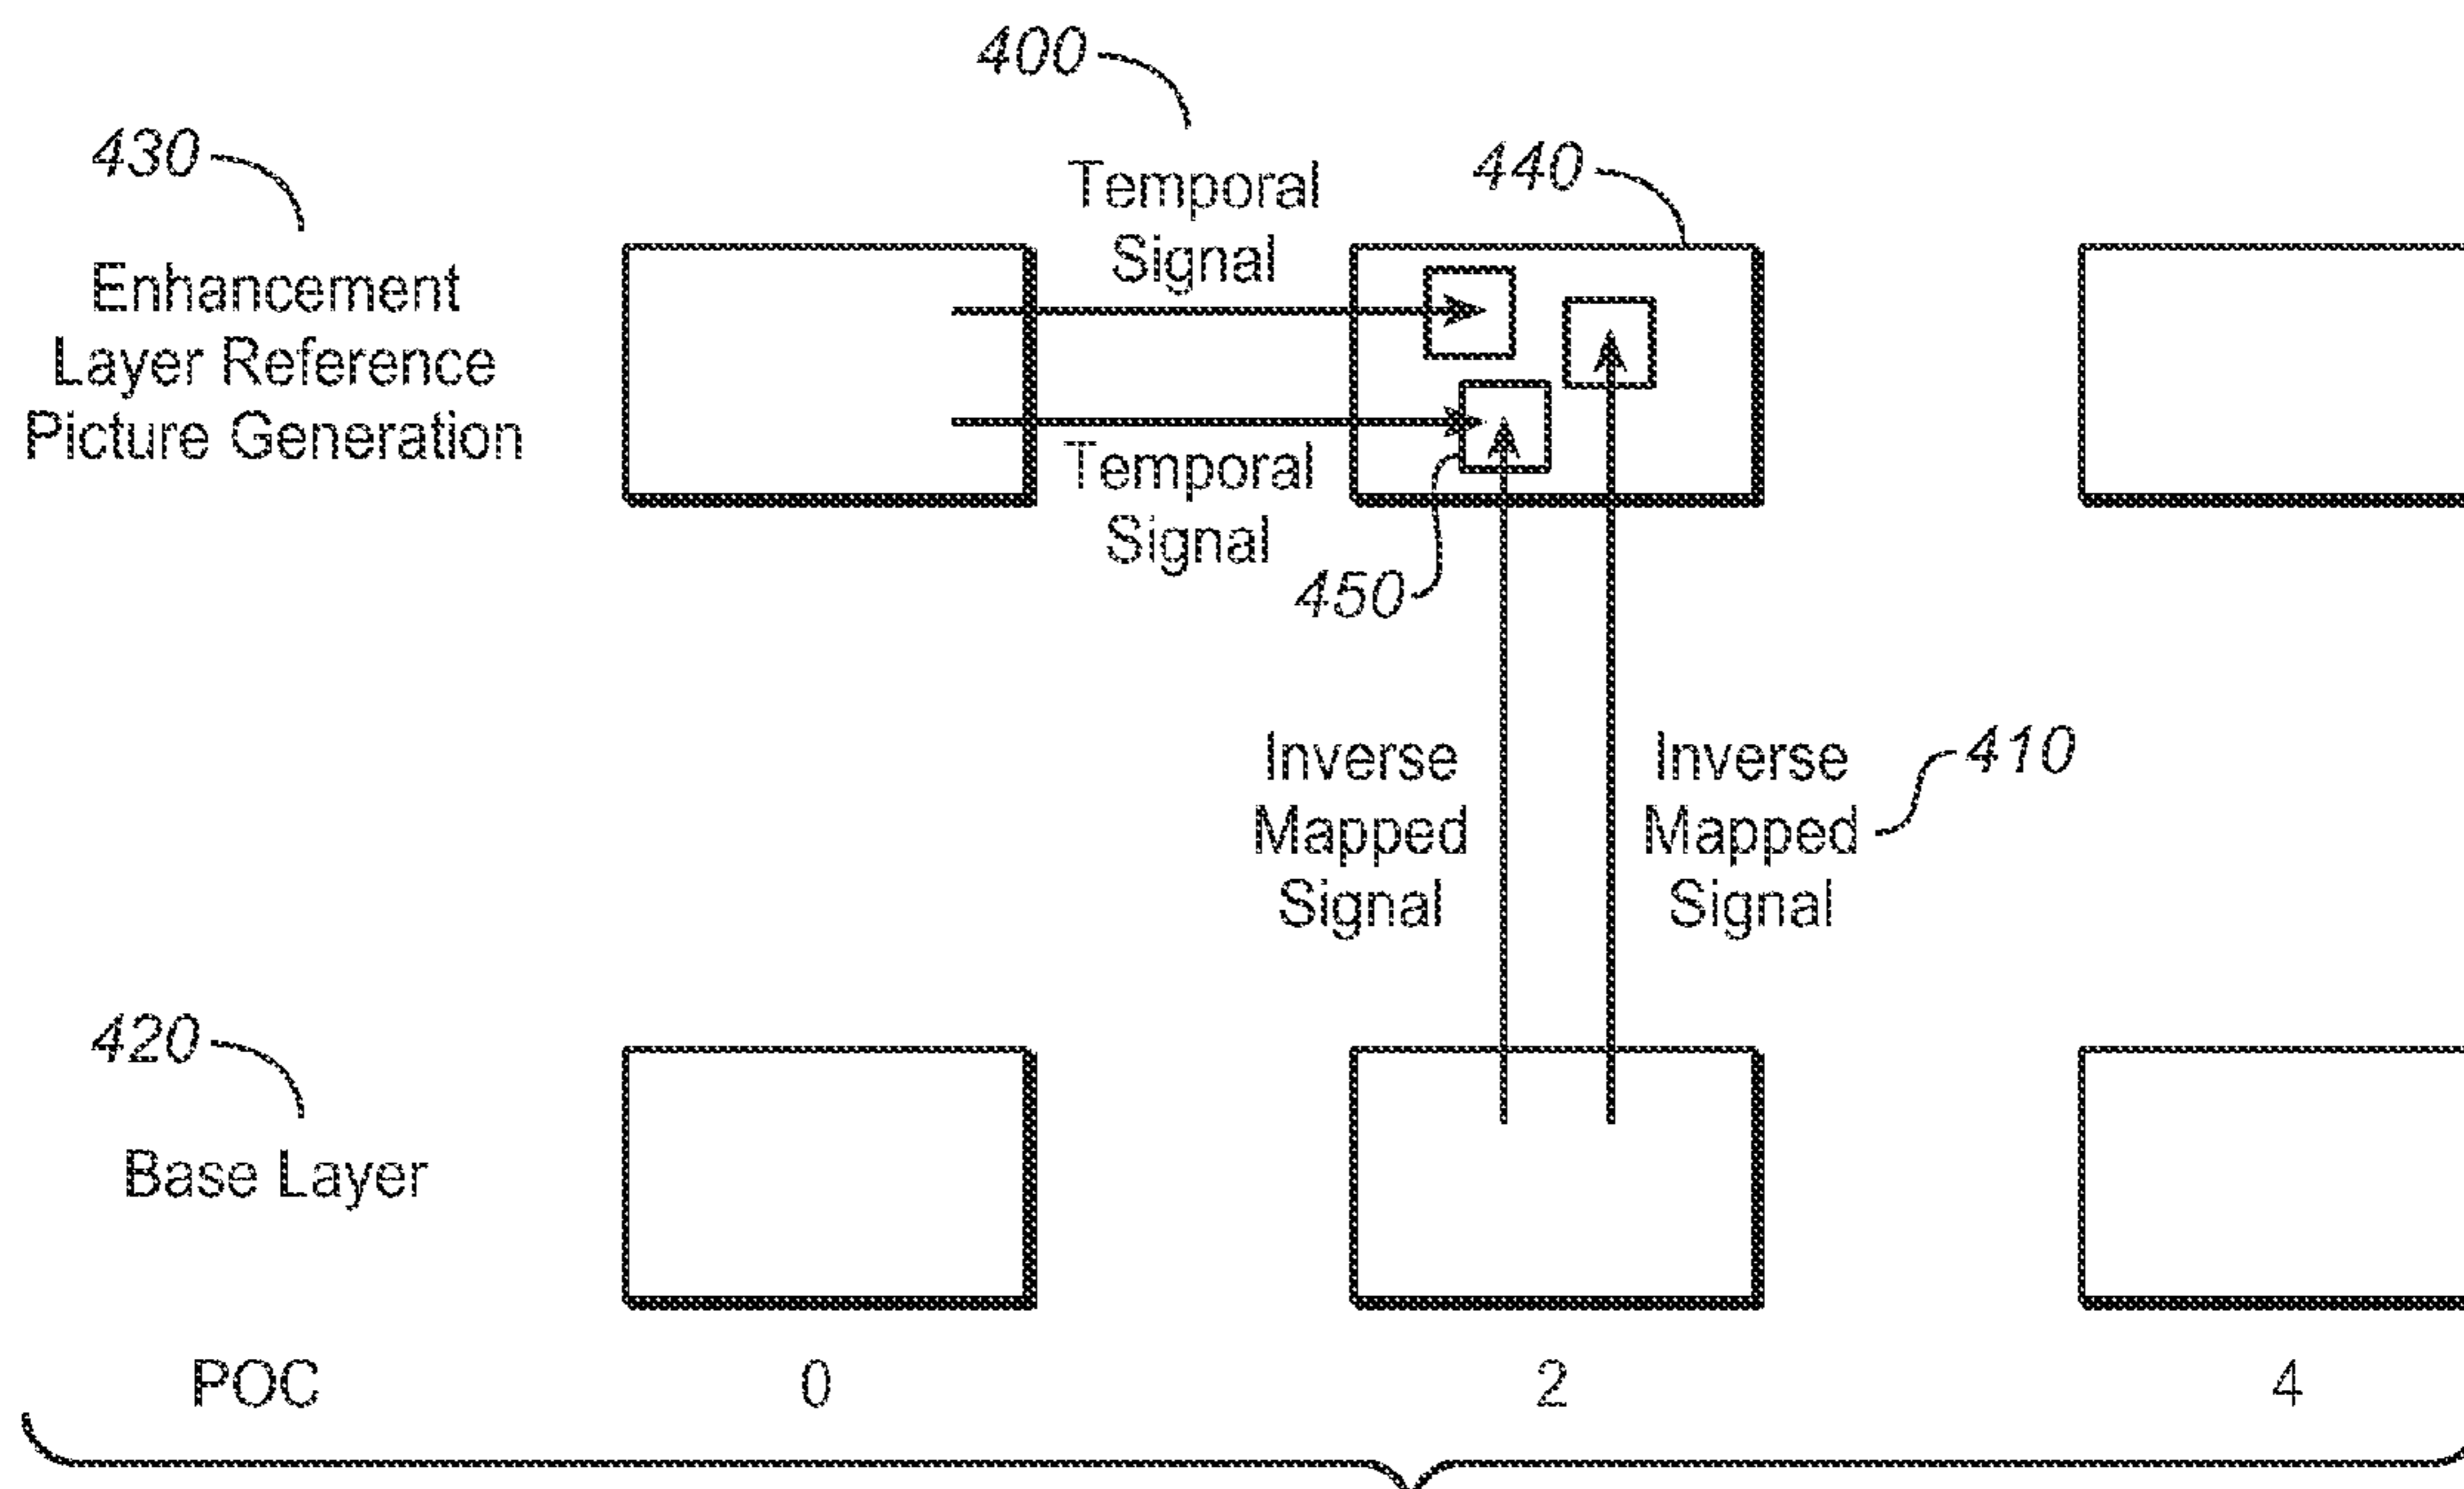 400
430
440
Temporal
Signal
Enhancement
Layer Reference
Picture Generation
Temporal
Signal
450
Inverse
Mapped
Signal
Inverse
Mapped
Signal
410
420
Base Layer
POC 0 2 4